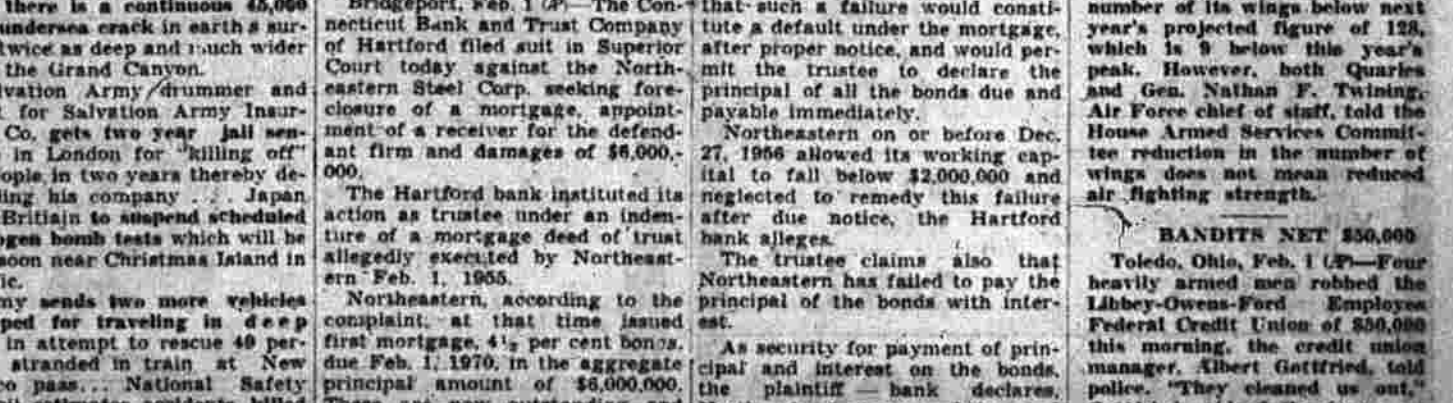 there is a continuous 45,000
undersea crack in earth's sur-
twice as deep and much wider
the Grand Canyon.
lvation Army drummer and
t for Salvation Army Insur-
Co. gets two year jail sen-
in London for "killing off"
ople in two years thereby de-
ling his company . . . Japan
Britian to suspend scheduled
ogen bomb tests which will be
soon near Christmas Island in
ic.
my sends two more vehicles
ped for traveling in deep
in attempt to rescue 40 per-
stranded in train at New
co pass... National Safety
estimates accidents killed
Bridgeport, Feb. 1 (AP)—The Con-
necticut Bank and Trust Company
of Hartford filed suit in Superior
Court today against the North-
eastern Steel Corp. seeking fore-
closure of a mortgage, appoint-
ment of a receiver for the defend-
ant firm and damages of $6,000,-
000.
The Hartford bank instituted its
action as trustee under an inden-
ture of a mortgage deed of trust
allegedly executed by Northeast-
ern Feb. 1, 1955.
Northeastern, according to the
complaint, at that time issued
first mortgage, 4½ per cent bonds,
due Feb. 1, 1970, in the aggregate
principal amount of $6,000,000.
There are now outstanding and
that such a failure would consti-
tute a default under the mortgage,
after proper notice, and would per-
mit the trustee to declare the
principal of all the bonds due and
payable immediately.
Northeastern on or before Dec.
27, 1956 allowed its working cap-
ital to fall below $2,000,000 and
neglected to remedy this failure
after due notice, the Hartford
bank alleges.
The trustee claims also that
Northeastern has failed to pay the
principal of the bonds with inter-
est.
As security for payment of prin-
cipal and interest on the bonds,
the plaintiff — bank declares,
number of its wings below next
year's projected figure of 128,
which is 9 below this year's
peak. However, both Quarles
and Gen. Nathan F. Twining,
Air Force chief of staff, told the
House Armed Services Commit-
tee reduction in the number of
wings does not mean reduced
air fighting strength.
BANDITS NET $50,000
Toledo, Ohio, Feb. 1 (AP)—Four
heavily armed men robbed the
Libbey-Owens-Ford Employes
Federal Credit Union of $50,000
this morning, the credit union
manager, Albert Gottfried, told
police. "They cleaned us out,"